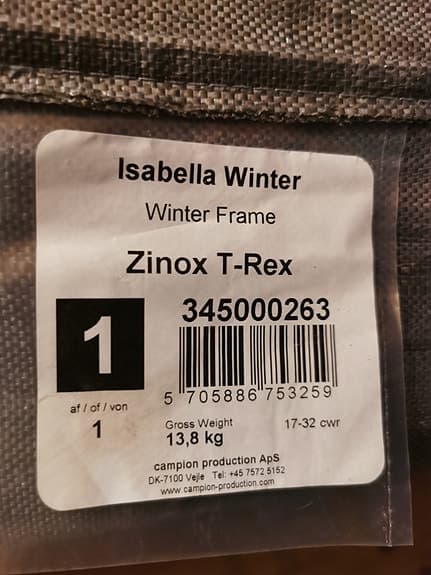 Isabella Winter
Winter Frame
Zinox T-Rex
1
345000263
5 705886 753259
af / of / von
1
Gross Weight
13,8 kg
17-32 cwr
campion production ApS
DK-7100 Vejle Tel: +45 7572 5152
www.campion-production.com